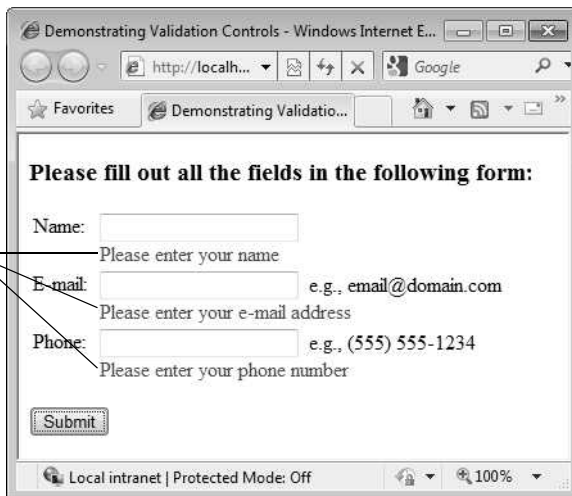 Demonstrating Validation Controls - Windows Internet E...
http://localh...
Google
Favorites
Demonstrating Validatio...
Please fill out all the fields in the following form:
Name:
Please enter your name
E-mail:
e.g., email@domain.com
Please enter your e-mail address
Phone:
e.g., (555) 555-1234
Please enter your phone number
Submit
Local intranet | Protected Mode: Off
100%